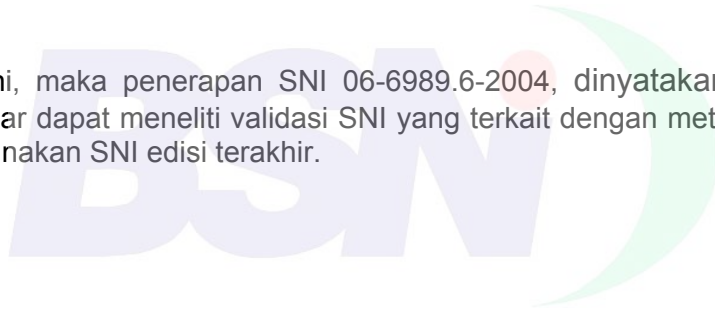 ni, maka penerapan SNI 06-6989.6-2004, dinyatakan
ar dapat meneliti validasi SNI yang terkait dengan met
nakan SNI edisi terakhir.
BSN